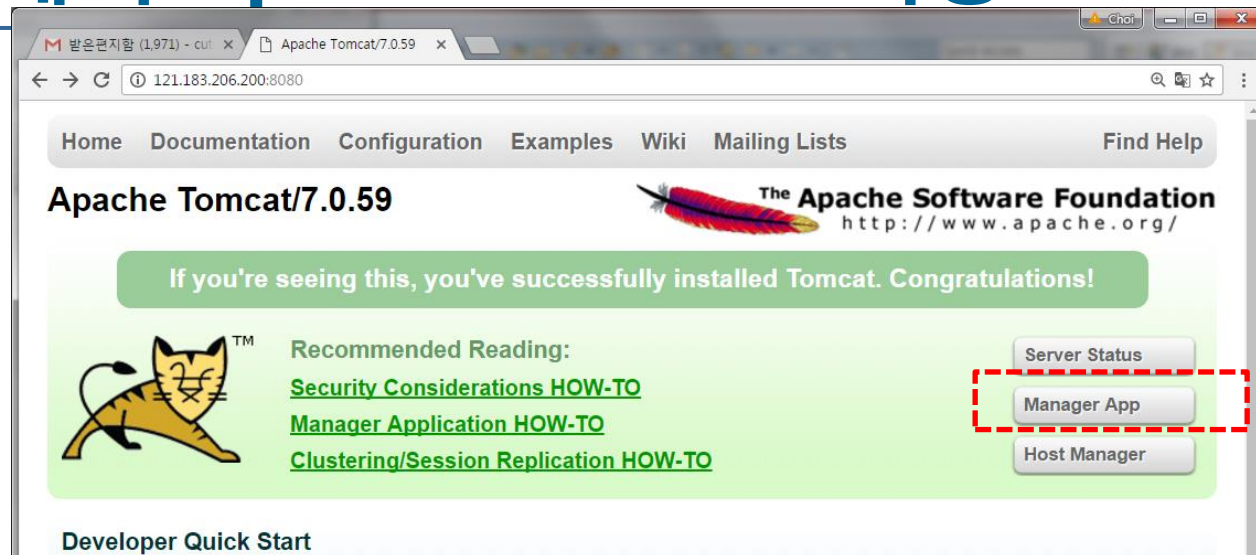 Choi
받은편지함 (1,971) - cut
Apache Tomcat/7.0.59
121.183.206.200:8080
Home Documentation Configuration Examples Wiki Mailing Lists Find Help
Apache Tomcat/7.0.59
The Apache Software Foundation
http://www.apache.org/
If you're seeing this, you've successfully installed Tomcat. Congratulations!
TM
Recommended Reading:
Security Considerations HOW-TO
Manager Application HOW-TO
Clustering/Session Replication HOW-TO
Server Status
Manager App
Host Manager
Developer Quick Start